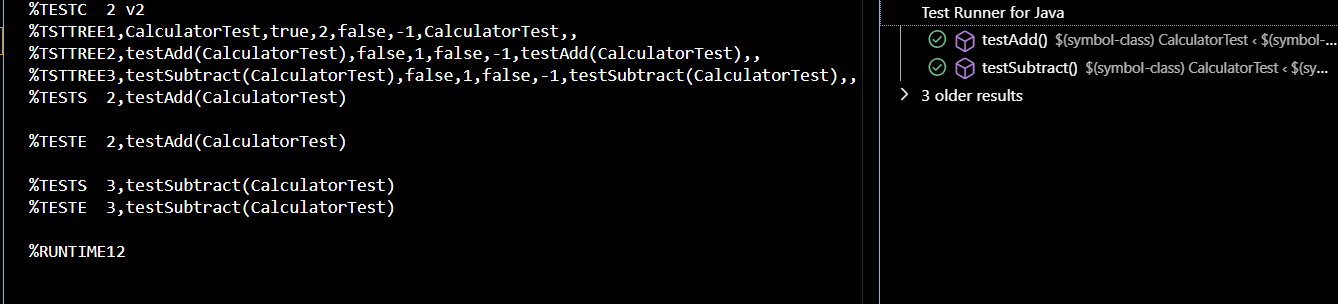 %TESTC  2 v2
%TSTTREE1,CalculatorTest,true,2,false,-1,CalculatorTest,,
%TSTTREE2,testAdd(CalculatorTest),false,1,false,-1,testAdd(CalculatorTest),,
%TSTTREE3,testSubtract(CalculatorTest),false,1,false,-1,testSubtract(CalculatorTest),,
%TESTS  2,testAdd(CalculatorTest)
%TESTE  2,testAdd(CalculatorTest)
%TESTS  3,testSubtract(CalculatorTest)
%TESTE  3,testSubtract(CalculatorTest)
%RUNTIME12
Test Runner for Java
testAdd() $(symbol-class) CalculatorTest < $(symbol-...
testSubtract() $(symbol-class) CalculatorTest < $(sy...
3 older results